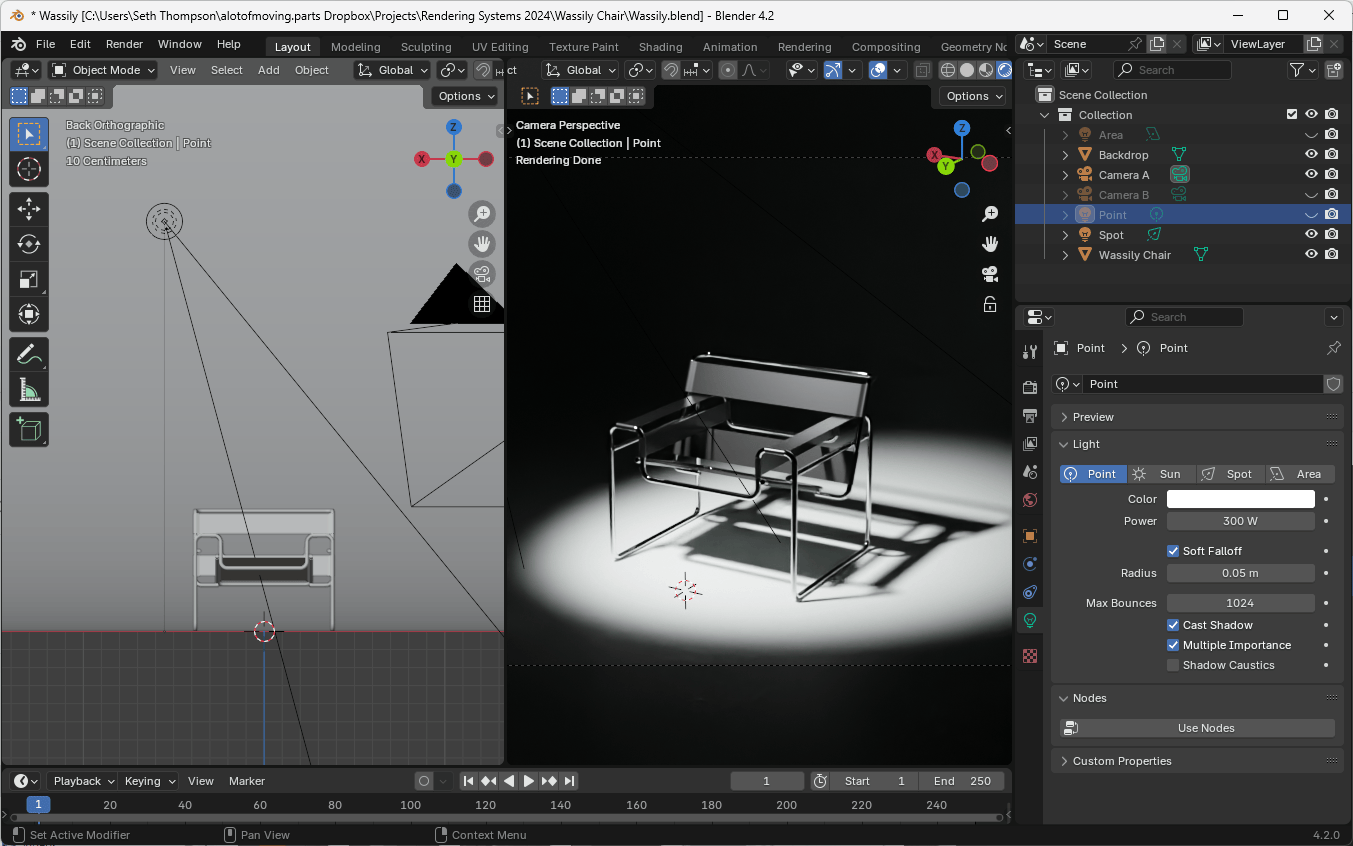 * Wassily [C:\Users\Seth Thompson\alotofmoving.parts Dropbox\Projects\Rendering Systems 2024\Wassily Chair\Wassily.blend] - Blender 4.2
File Edit Render Window Help Layout Modeling Sculpting UV Editing Texture Paint Shading Animation Rendering Compositing Geometry No Scene ViewLayer
Object Mode View Select Add Object Global ct Global Search
Options Options
Back Orthographic
(1) Scene Collection | Point
10 Centimeters
Z
X
Y
Camera Perspective
(1) Scene Collection | Point
Rendering Done
Z
X
Y
Scene Collection
Collection
Area
Backdrop
Camera A
Camera B
Point
Spot
Wassily Chair
Search
Point Point
Point
Preview
Light
Point Sun Spot Area
Color
Power 300 W
Soft Falloff
Radius 0.05 m
Max Bounces 1024
Cast Shadow
Multiple Importance
Shadow Caustics
Nodes
Use Nodes
Custom Properties
Playback Keying View Marker 1 Start 1 End 250
1 20 40 60 80 100 120 140 160 180 200 220 240
Set Active Modifier Pan View Context Menu 4.2.0